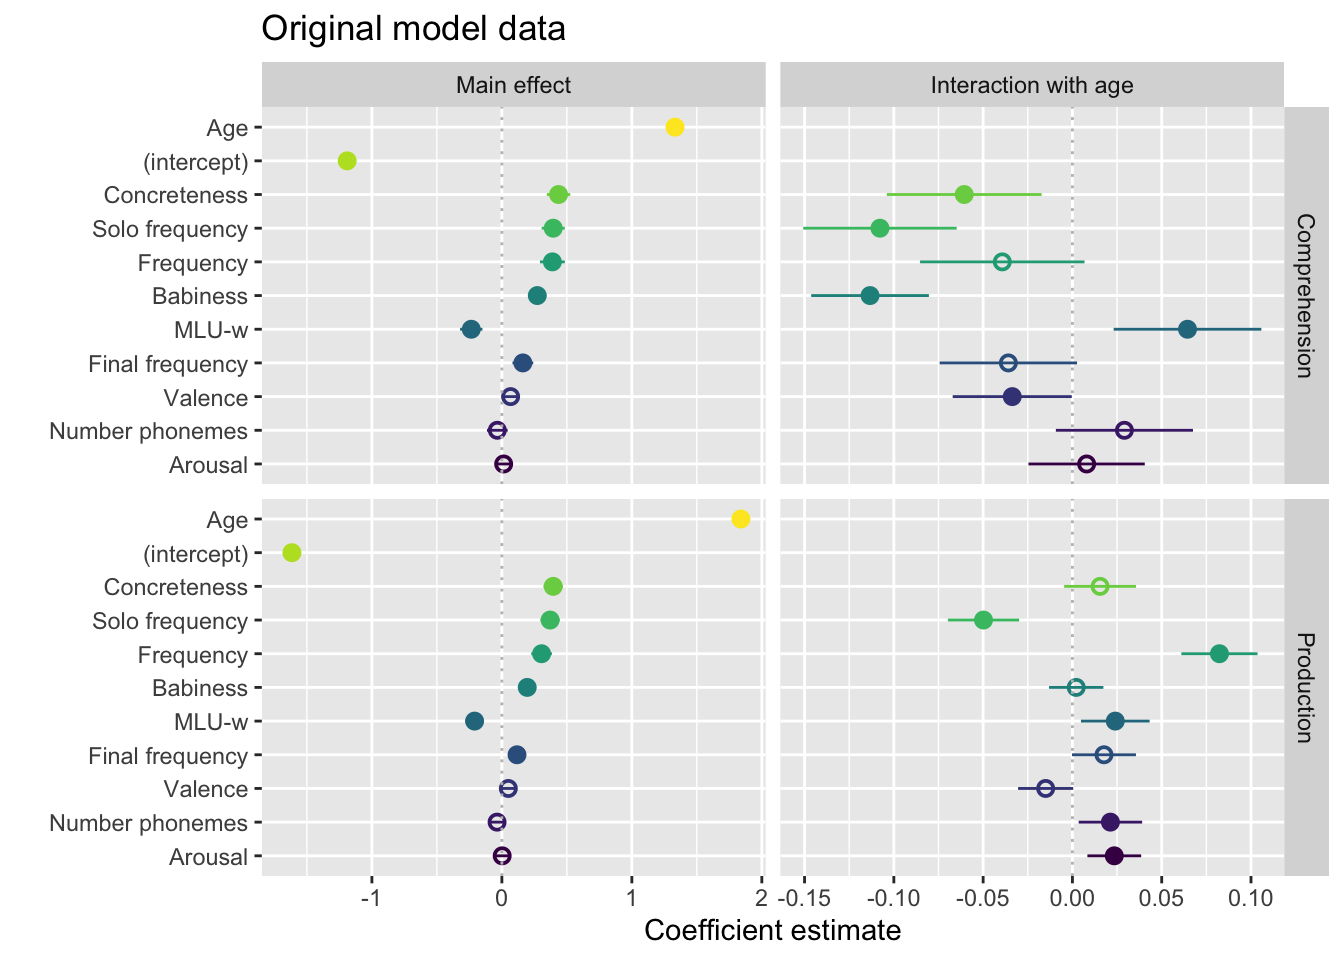 Original model data
Main effect
Interaction with age
Age
(intercept)
Concreteness
Solo frequency
Frequency
Babiness
MLU-w
Final frequency
Valence
Number phonemes
Arousal
Comprehension
Age
(intercept)
Concreteness
Solo frequency
Frequency
Babiness
MLU-w
Final frequency
Valence
Number phonemes
Arousal
Production
-1 0 1 2
-0.15 -0.10 -0.05 0.00 0.05 0.10
Coefficient estimate